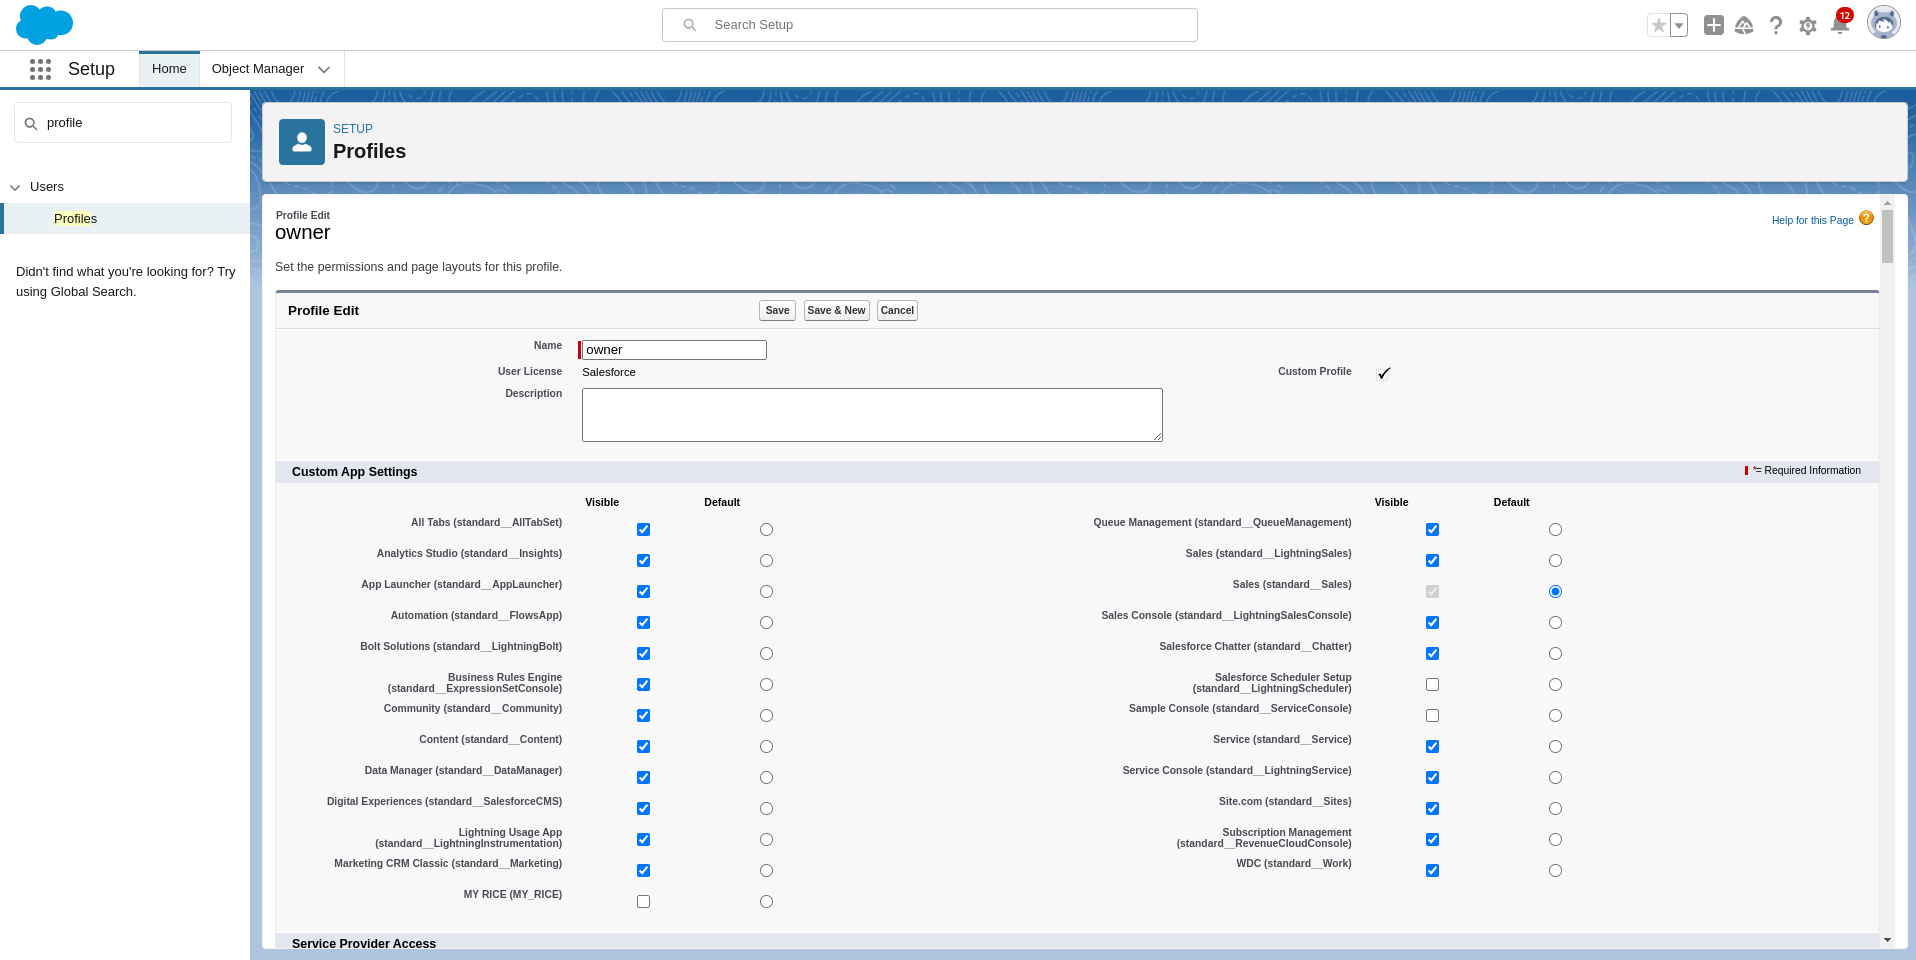 Search Setup
12
Setup
Home
Object Manager
profile
Users
Profiles
Didn't find what you're looking for? Try
using Global Search.
SETUP
Profiles
Profile Edit
owner
Help for this Page
?
Set the permissions and page layouts for this profile.
Profile Edit
Save
Save & New
Cancel
Name
owner
User License
Salesforce
Custom Profile
Description
Custom App Settings
*= Required Information
Visible Default Visible Default
All Tabs (standard__AllTabSet)
Queue Management (standard__QueueManagement)
Analytics Studio (standard__Insights)
Sales (standard__LightningSales)
App Launcher (standard__AppLauncher)
Sales (standard__Sales)
Automation (standard__FlowsApp)
Sales Console (standard__LightningSalesConsole)
Bolt Solutions (standard__LightningBolt)
Salesforce Chatter (standard__Chatter)
Business Rules Engine
(standard__ExpressionSetConsole)
Salesforce Scheduler Setup
(standard__LightningScheduler)
Community (standard__Community)
Sample Console (standard__ServiceConsole)
Content (standard__Content)
Service (standard__Service)
Data Manager (standard__DataManager)
Service Console (standard__LightningService)
Digital Experiences (standard__SalesforceCMS)
Site.com (standard__Sites)
Lightning Usage App
(standard__LightningInstrumentation)
Subscription Management
(standard__RevenueCloudConsole)
Marketing CRM Classic (standard__Marketing)
WDC (standard__Work)
MY RICE (MY_RICE)
Service Provider Access